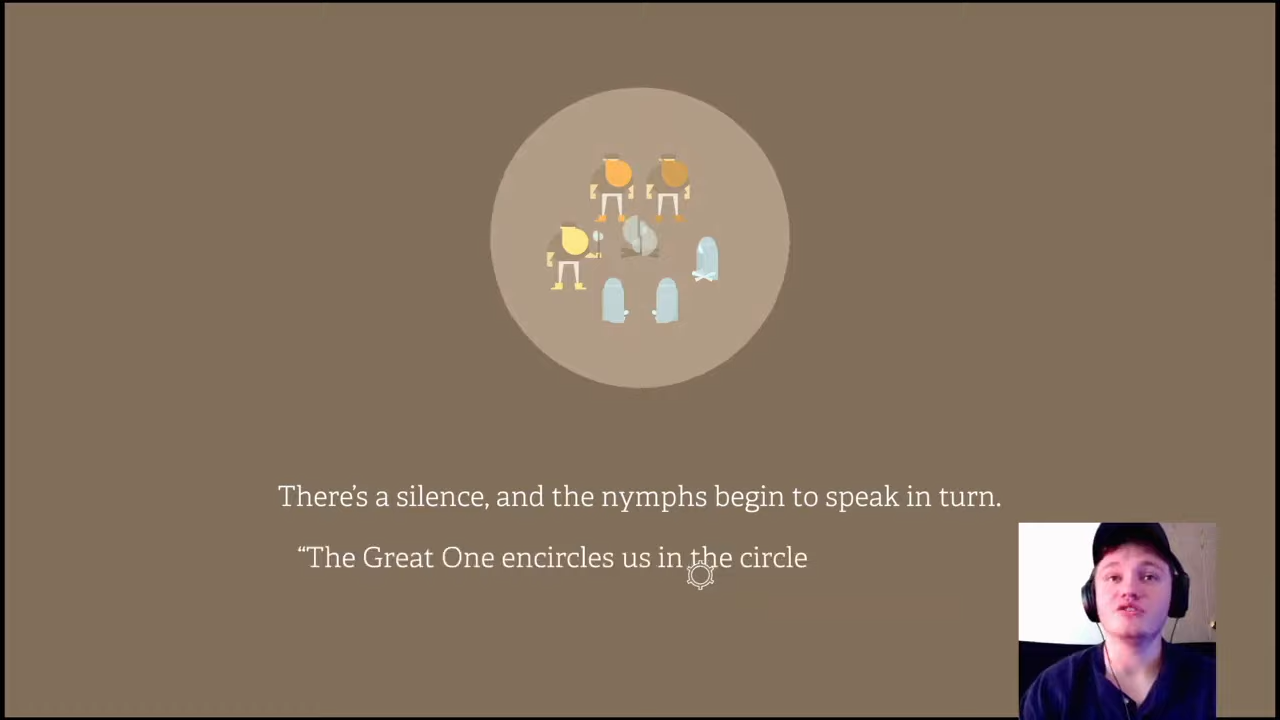 There’s a silence, and the nymphs begin to speak in turn.
“The Great One encircles us in the circle